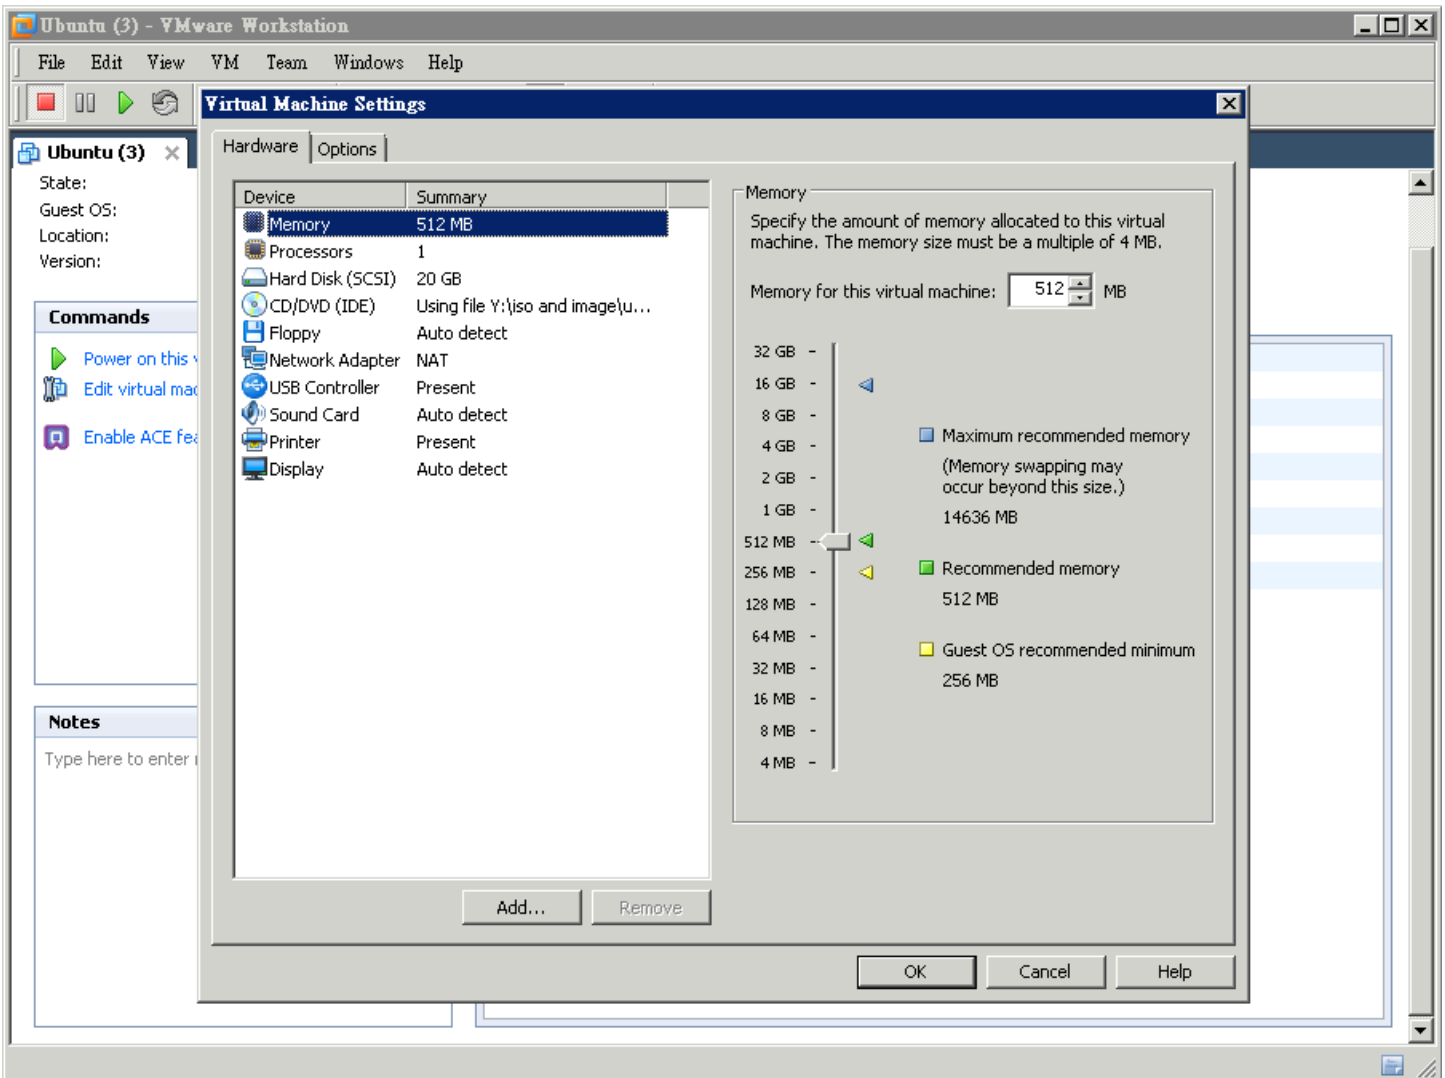 Ubuntu (3) - VMware Workstation
File Edit View VM Team Windows Help
Virtual Machine Settings
Ubuntu (3)
Hardware Options
State:
Guest OS:
Location:
Version:
Commands
Power on this
Edit virtual
Enable ACE
Notes
Type here to enter
Device Summary
Memory 512 MB
Processors 1
Hard Disk (SCSI) 20 GB
CD/DVD (IDE) Using file Y:\iso and image\u...
Floppy Auto detect
Network Adapter NAT
USB Controller Present
Sound Card Auto detect
Printer Present
Display Auto detect
Add... Remove
Memory
Specify the amount of memory allocated to this virtual
machine. The memory size must be a multiple of 4 MB.
Memory for this virtual machine: 512 MB
32 GB
16 GB
8 GB
4 GB
2 GB
1 GB
512 MB
256 MB
128 MB
64 MB
32 MB
16 MB
8 MB
4 MB
Maximum recommended memory
(Memory swapping may
occur beyond this size.)
14636 MB
Recommended memory
512 MB
Guest OS recommended minimum
256 MB
OK Cancel Help